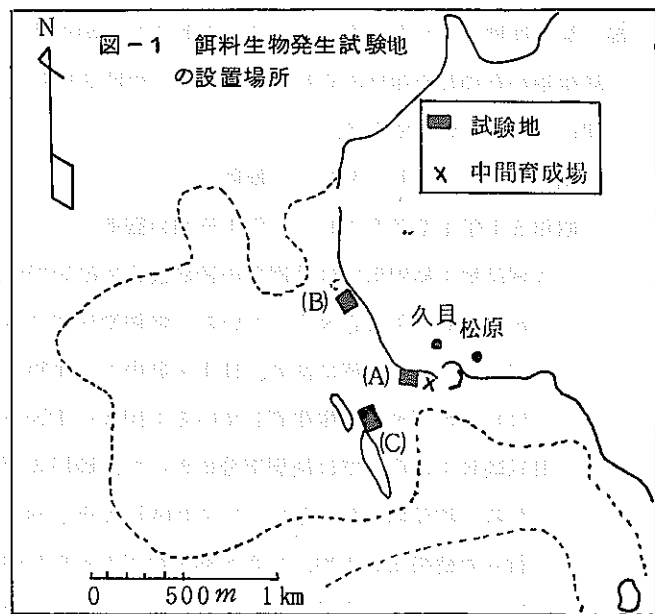 N
図-1 餌料生物発生試験地
の設置場所
試験地
x 中間育成場
(B)
久貝
松原
(A)
(C)
0 500m 1km